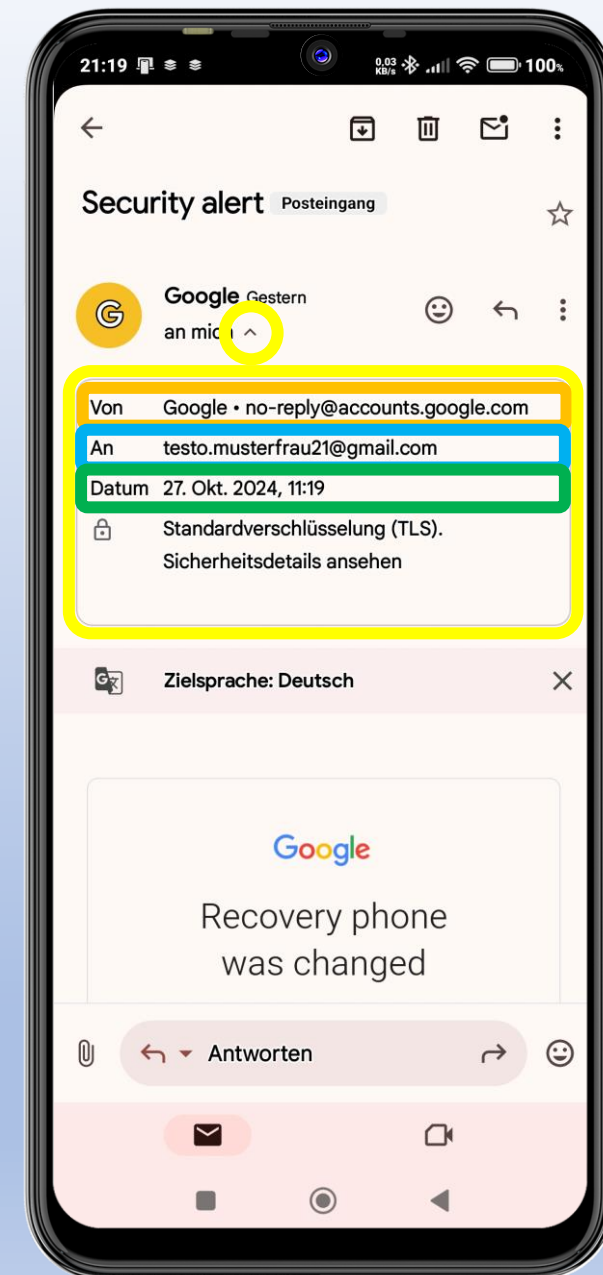 21:19 0,03 KB/s 100%
Security alert Posteingang
Google Gestern
an mich
Von Google • no-reply@accounts.google.com
An testo.musterfrau21@gmail.com
Datum 27. Okt. 2024, 11:19
Standardverschlüsselung (TLS).
Sicherheitsdetails ansehen
Zielsprache: Deutsch
Google
Recovery phone
was changed
Antworten